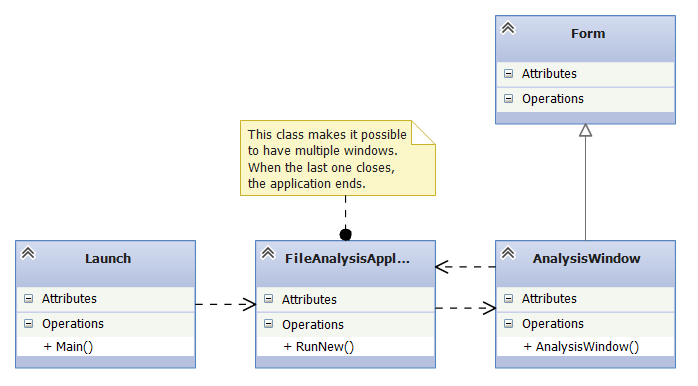 Form
Attributes
Operations
This class makes it possible
to have multiple windows.
When the last one closes,
the application ends.
Launch
Attributes
Operations
+ Main()
FileAnalysisAppl...
Attributes
Operations
+ RunNew()
AnalysisWindow
Attributes
Operations
+ AnalysisWindow()